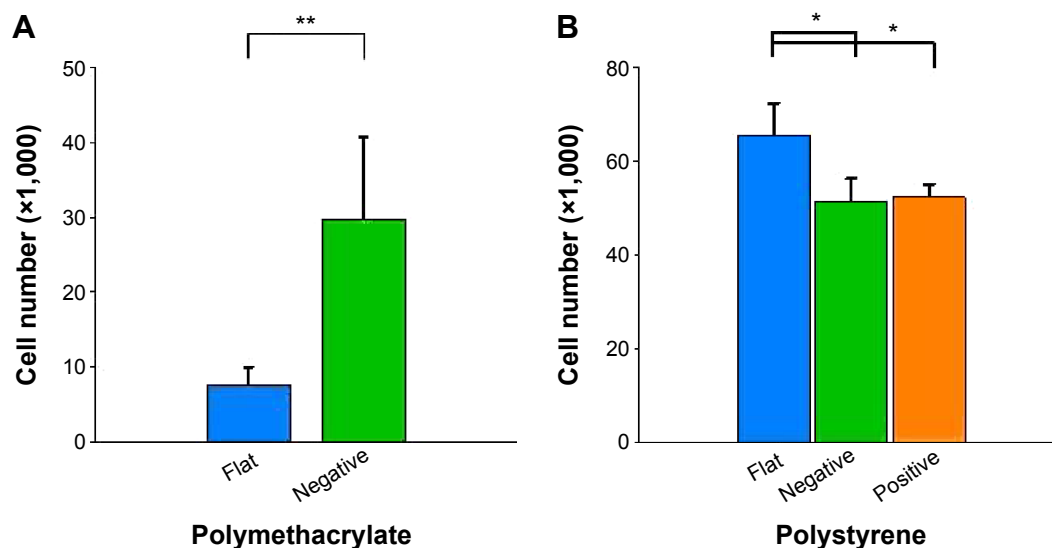 A
**
50
40
30
20
10
0
Cell number (×1,000)
Flat
Negative
Polymethacrylate
B
*
*
80
60
40
20
0
Cell number (×1,000)
Flat
Negative
Positive
Polystyrene